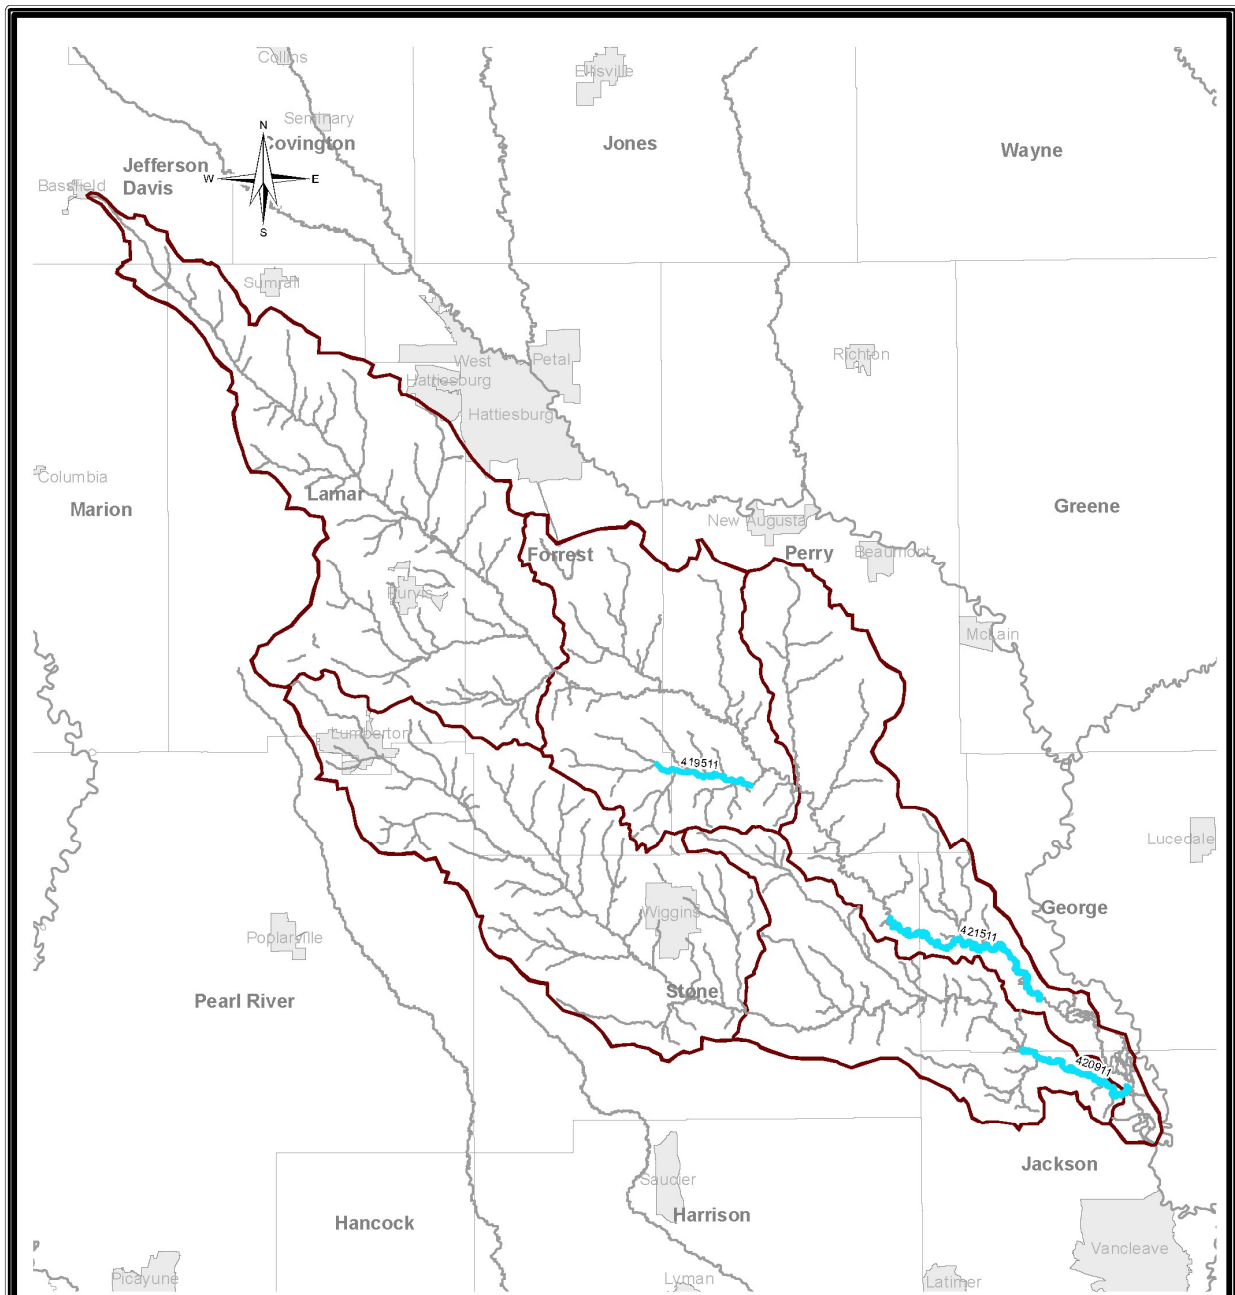 Collins
Ellisville
Seminary
N
Covington
Jones
Wayne
Jefferson
Davis
Bassfield
W
E
S
Sumrall
West
Hattiesburg
Petal
Richton
Hattiesburg
Columbia
Marion
Lamar
New Augusta
Greene
Forrest
Perry
Beaumont
Purvis
McLain
Lumberton
419511
Lucedale
George
Wiggins
421511
Poplarville
Stone
Pearl River
420911
Jackson
Saucier
Hancock
Harrison
Vancleave
Picayune
Lyman
Latimer